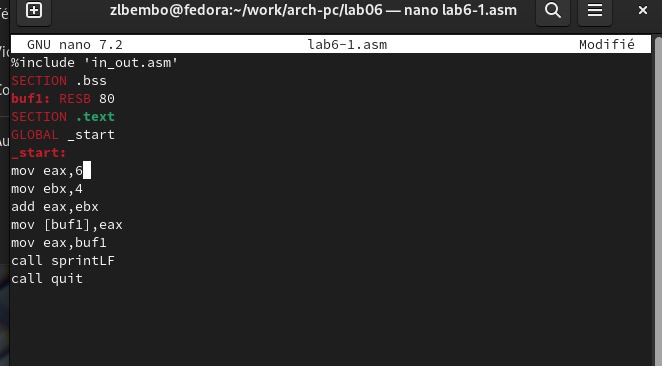 zlbembo@fedora:~/work/arch-pc/lab06 — nano lab6-1.asm
GNU nano 7.2 lab6-1.asm Modifié
%include 'in_out.asm'
SECTION .bss
buf1: RESB 80
SECTION .text
GLOBAL _start
_start:
mov eax,6
mov ebx,4
add eax,ebx
mov [buf1],eax
mov eax,buf1
call sprintLF
call quit